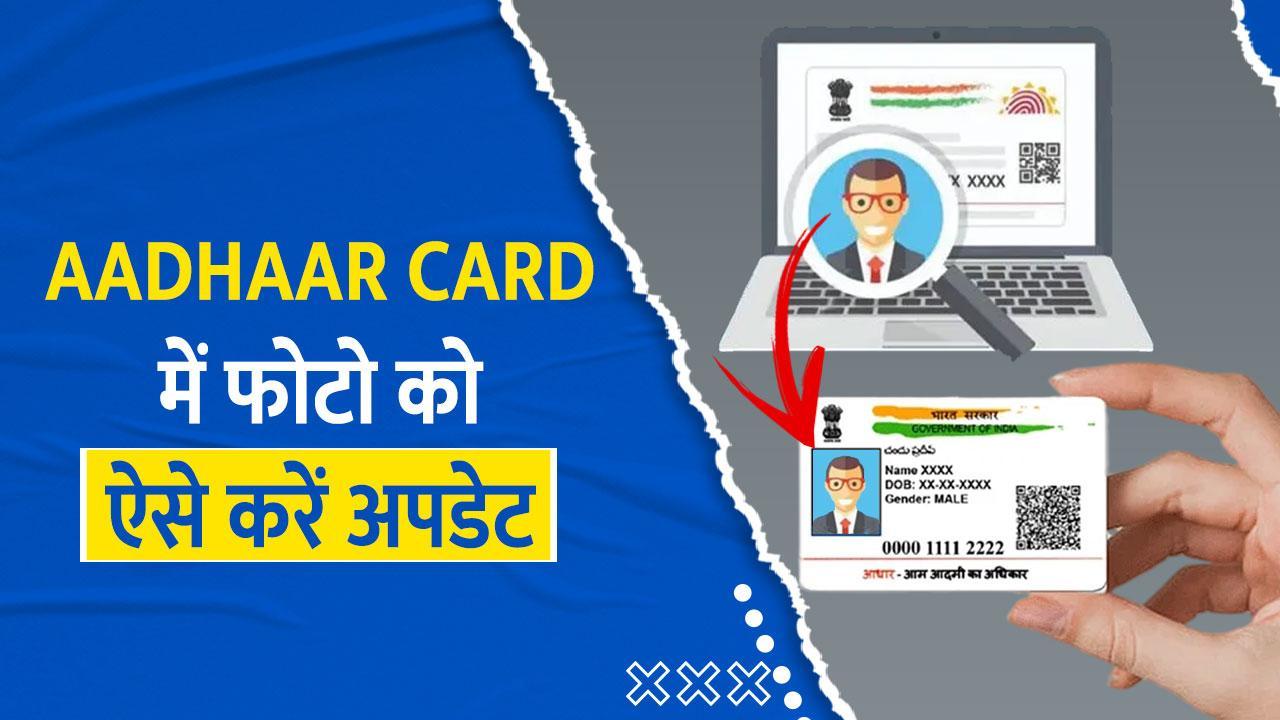 AADHAAR CARD
में फोटो को
ऐसे करें अपडेट
X XXXX
भारत सरकार
GOVERNMENT OF INDIA
చందు ప్రదీప్
Name XXXX
DOB: XX-XX-XXXX
Gender: MALE
0000 1111 2222
आधार - आम आदमी का अधिकार